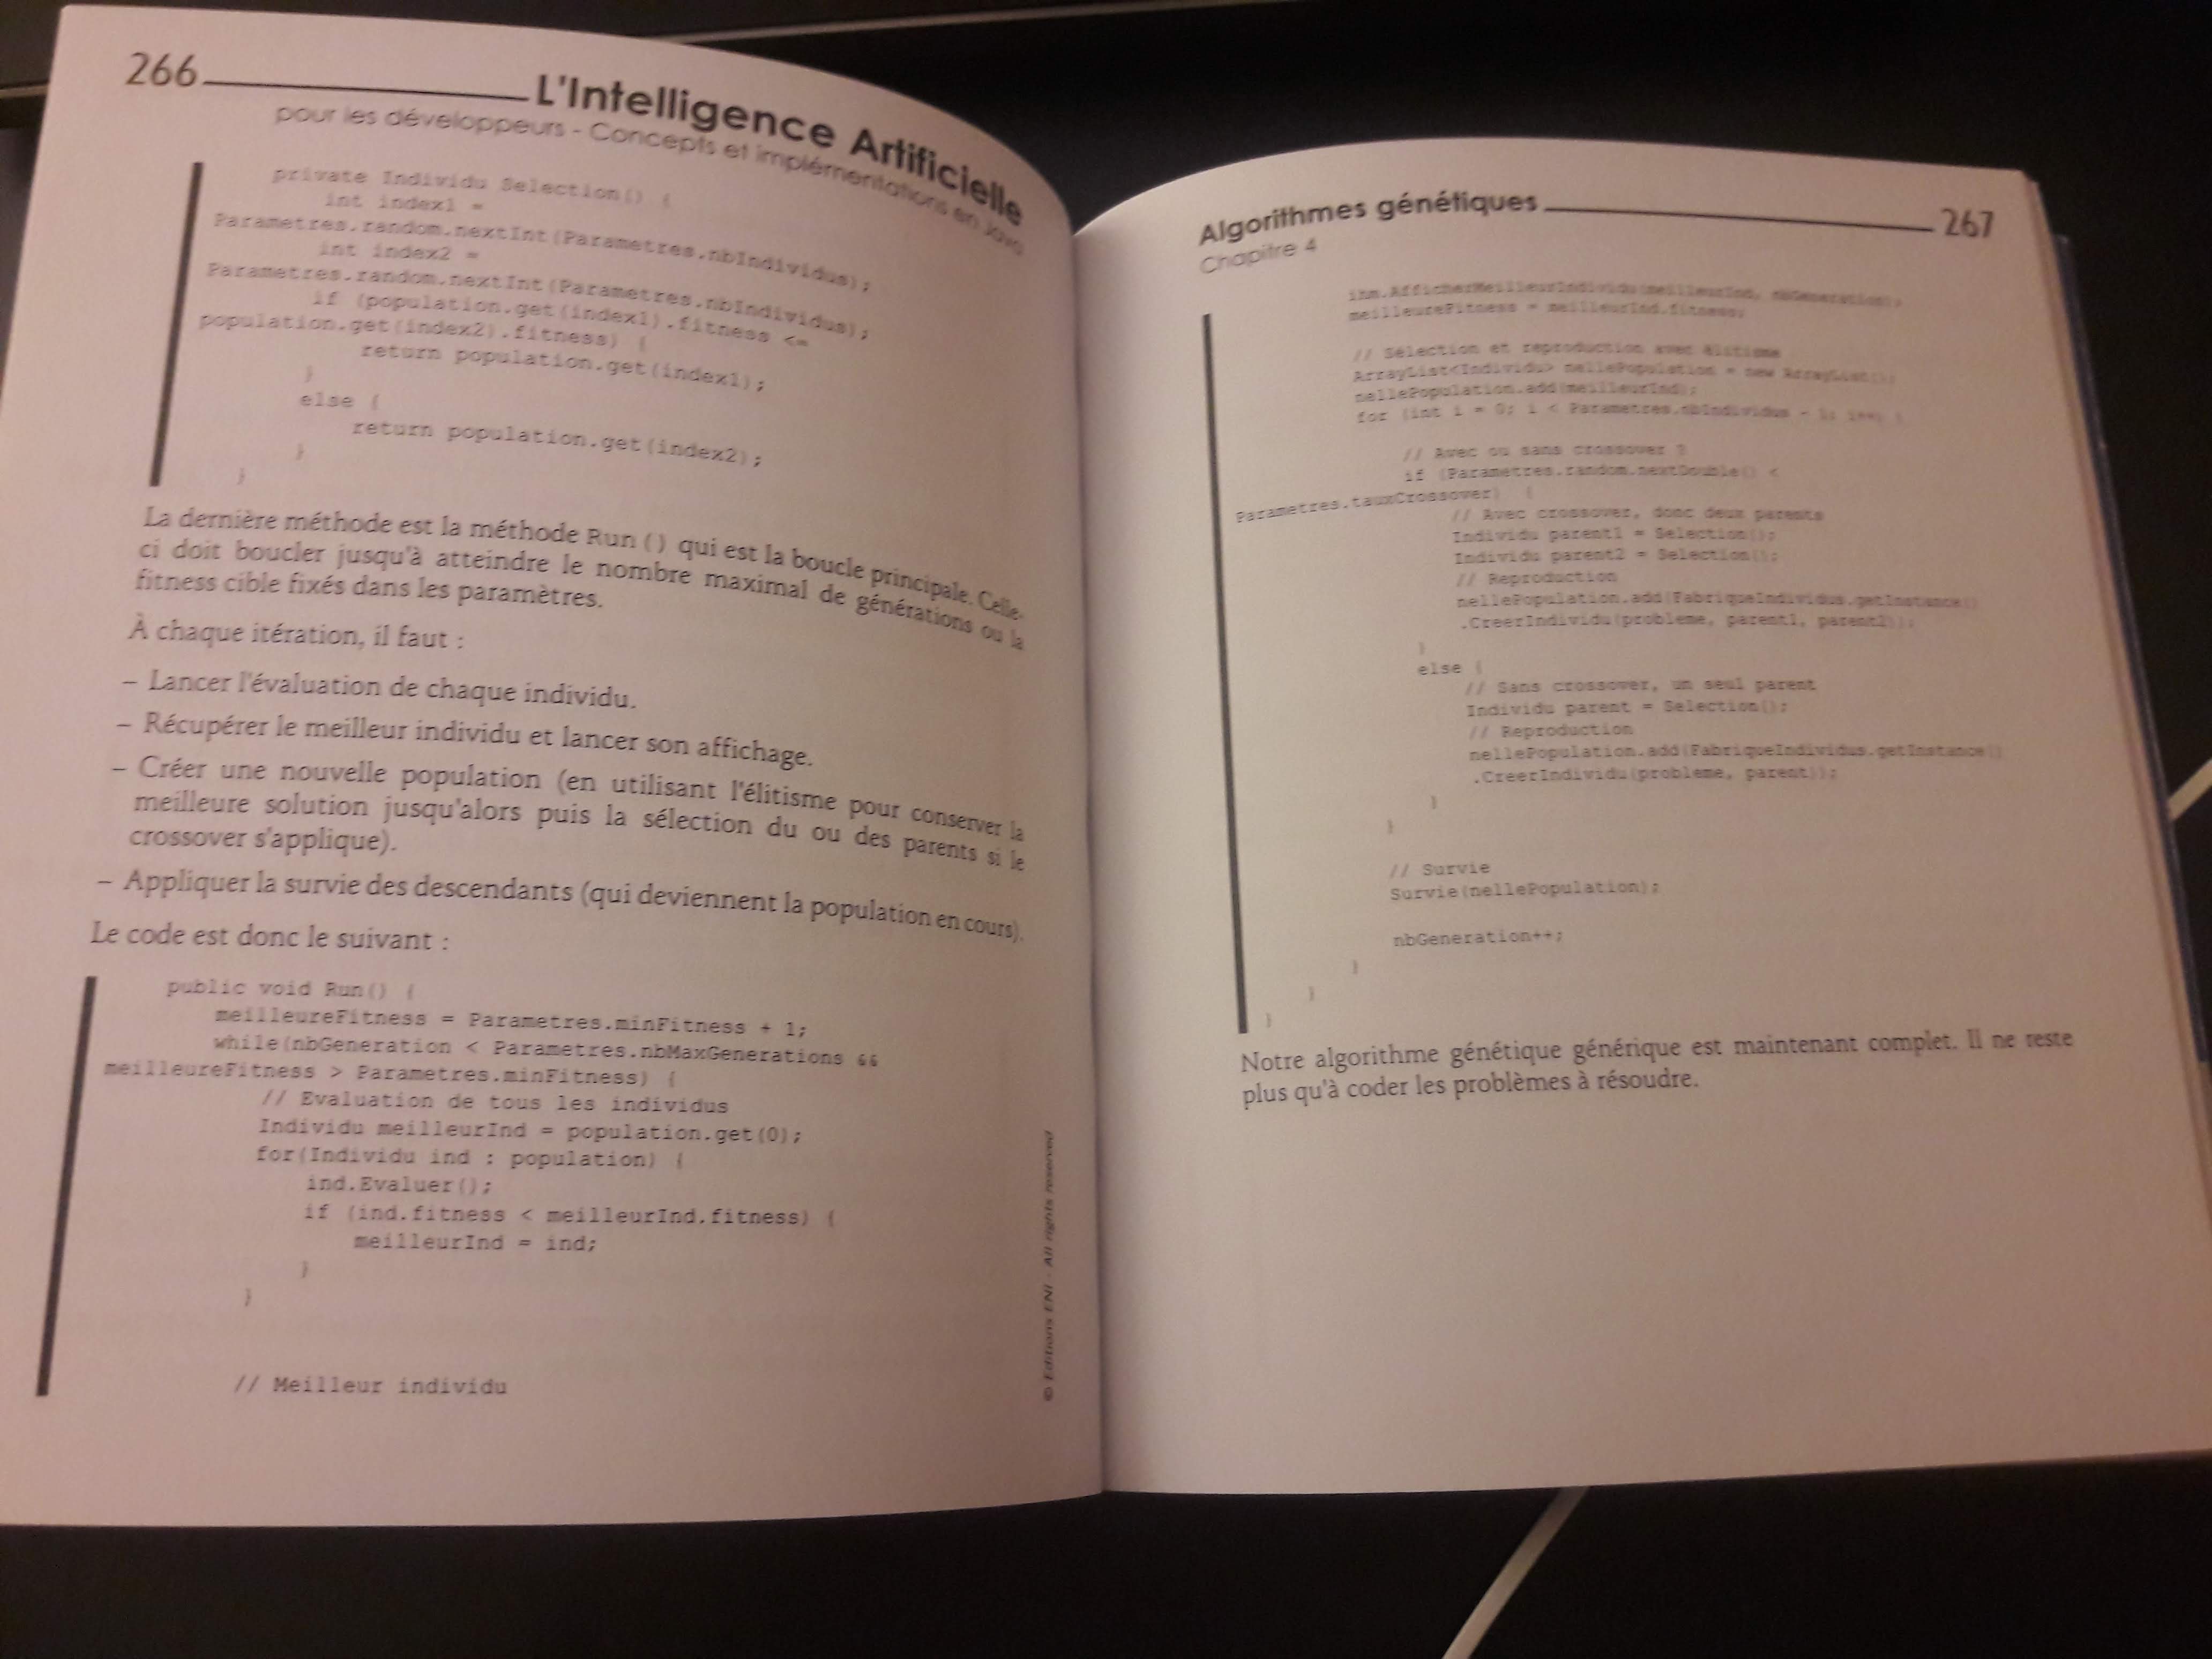 266
L'Intelligence Artificielle
pour les développeurs - Concepts et implémentations en Java
private Individu Selection() {
int index1 =
Parametres.random.nextInt(Parametres.nbIndividus);
int index2 =
Parametres.random.nextInt(Parametres.nbIndividus);
if (population.get(index1).fitness <=
population.get(index2).fitness) {
return population.get(index1);
}
else {
return population.get(index2);
}
}
La dernière méthode est la méthode Run() qui est la boucle principale. Celle-
ci doit boucler jusqu'à atteindre le nombre maximal de générations ou la
fitness cible fixés dans les paramètres.
À chaque itération, il faut :
– Lancer l'évaluation de chaque individu.
– Récupérer le meilleur individu et lancer son affichage.
– Créer une nouvelle population (en utilisant l'élitisme pour conserver la
meilleure solution jusqu'alors puis la sélection du ou des parents si le
crossover s'applique).
– Appliquer la survie des descendants (qui deviennent la population en cours).
Le code est donc le suivant :
public void Run() {
meilleureFitness = Parametres.minFitness + 1;
while(nbGeneration < Parametres.nbMaxGenerations &&
meilleureFitness > Parametres.minFitness) {
// Evaluation de tous les individus
Individu meilleurInd = population.get(0);
for(Individu ind : population) {
ind.Evaluer();
if (ind.fitness < meilleurInd.fitness) {
meilleurInd = ind;
}
}
// Meilleur individu
© Editions ENI - All rights reserved
Algorithmes génétiques
267
Chapitre 4
ihm.AfficherMeilleurIndividu(meilleurInd, nbGeneration);
meilleureFitness = meilleurInd.fitness;
// Sélection et reproduction avec élitisme
ArrayList<Individu> nellePopulation = new ArrayList();
nellePopulation.add(meilleurInd);
for (int i = 0; i < Parametres.nbIndividus - 1; i++) {
// Avec ou sans crossover ?
if (Parametres.random.nextDouble() <
Parametres.tauxCrossover) {
// Avec crossover, donc deux parents
Individu parent1 = Selection();
Individu parent2 = Selection();
// Reproduction
nellePopulation.add(FabriqueIndividus.getInstance()
.CreerIndividu(probleme, parent1, parent2));
}
else {
// Sans crossover, un seul parent
Individu parent = Selection();
// Reproduction
nellePopulation.add(FabriqueIndividus.getInstance()
.CreerIndividu(probleme, parent));
}
}
// Survie
Survie(nellePopulation);
nbGeneration++;
}
}
}
Notre algorithme génétique générique est maintenant complet. Il ne reste
plus qu'à coder les problèmes à résoudre.